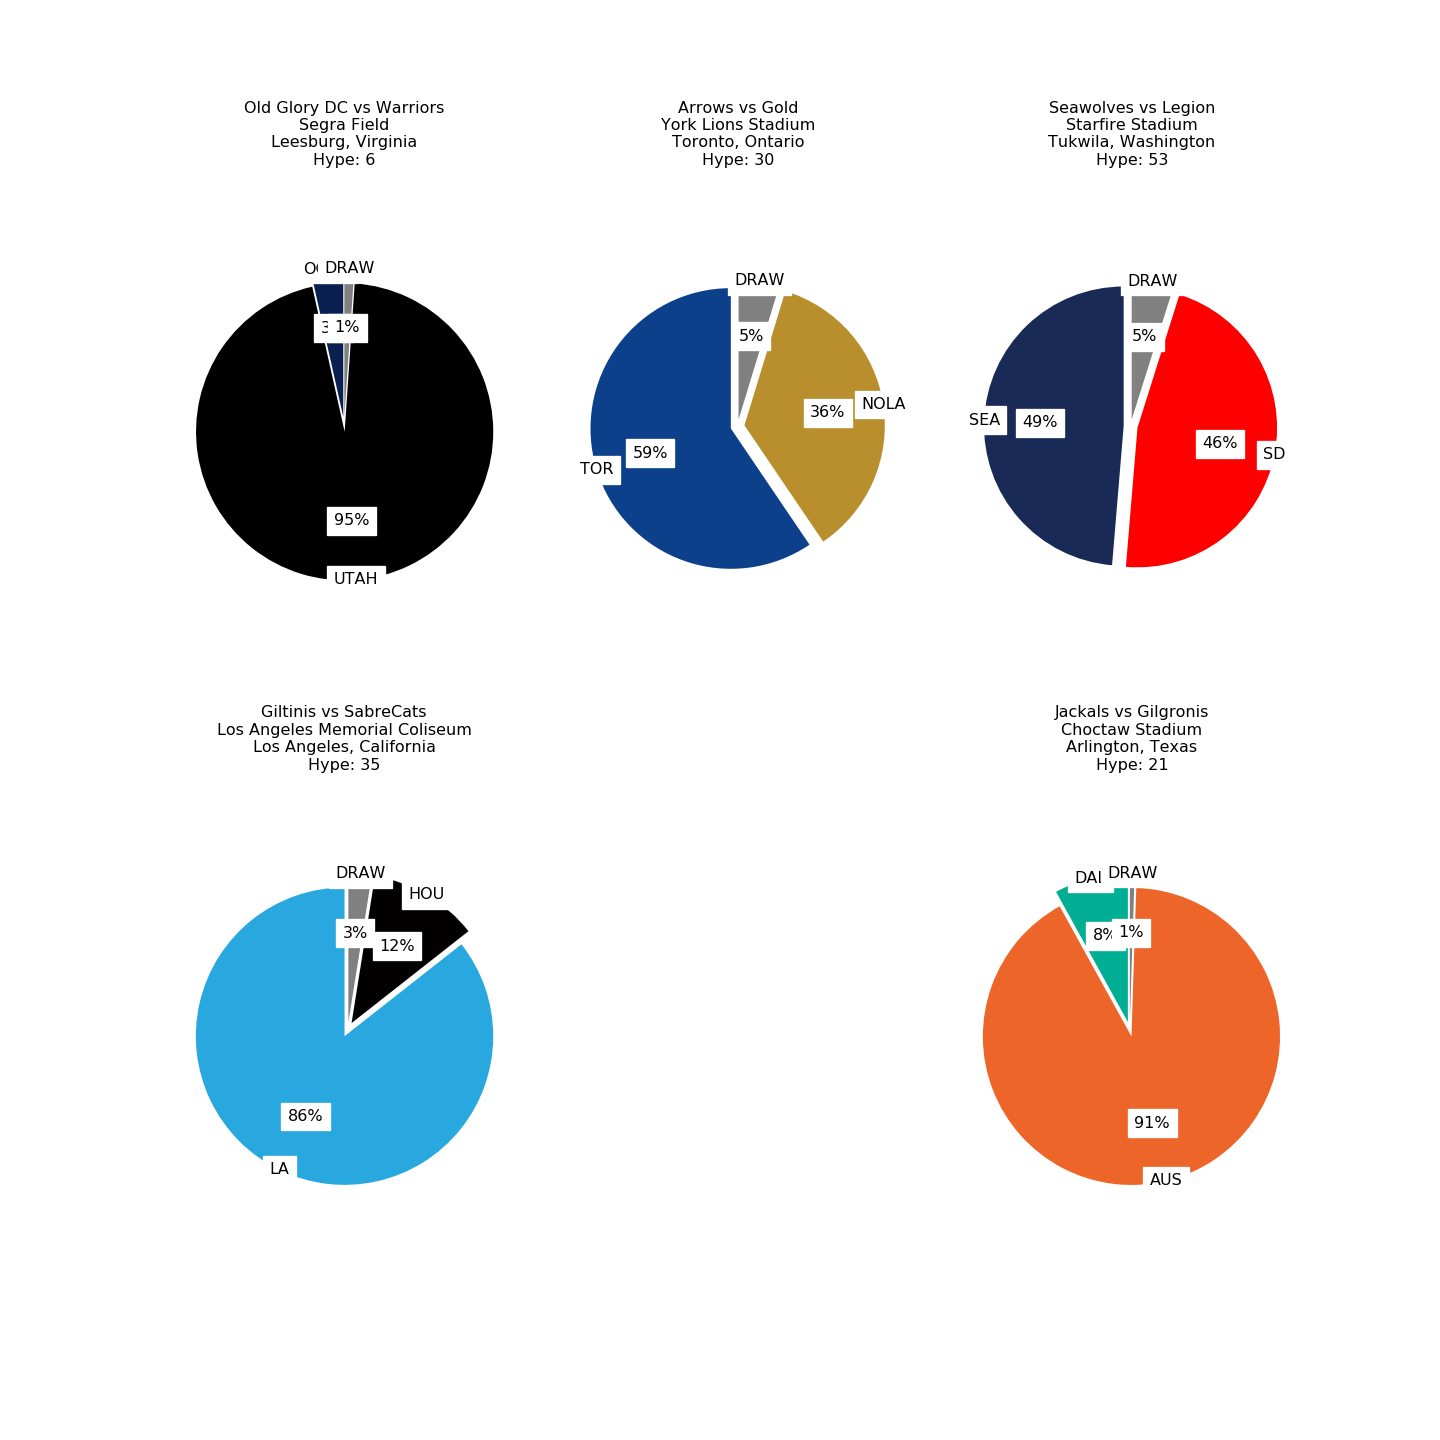 Old Glory DC vs Warriors
Segra Field
Leesburg, Virginia
Hype: 6
DRAW
1%
95%
UTAH
Arrows vs Gold
York Lions Stadium
Toronto, Ontario
Hype: 30
DRAW
5%
36%
NOLA
59%
TOR
Seawolves vs Legion
Starfire Stadium
Tukwila, Washington
Hype: 53
DRAW
5%
SEA
49%
46%
SD
Giltinis vs SabreCats
Los Angeles Memorial Coliseum
Los Angeles, California
Hype: 35
DRAW
HOU
3%
12%
86%
LA
Jackals vs Gilgronis
Choctaw Stadium
Arlington, Texas
Hype: 21
DRAW
8%
1%
91%
AUS